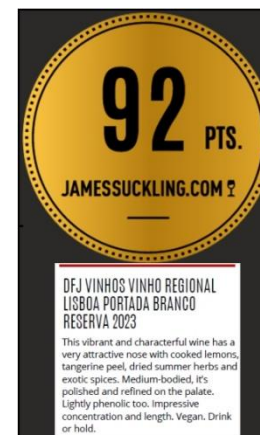 92 PTS.
JAMESSUCKLING.COM
DFJ VINHOS VINHO REGIONAL
LISBOA PORTADA BRANCO
RESERVA 2023
This vibrant and characterful wine has a
very attractive nose with cooked lemons,
tangerine peel, dried summer herbs and
exotic spices. Medium-bodied, it's
polished and refined on the palate.
Lightly phenolic too. Impressive
concentration and length. Vegan. Drink
or hold.